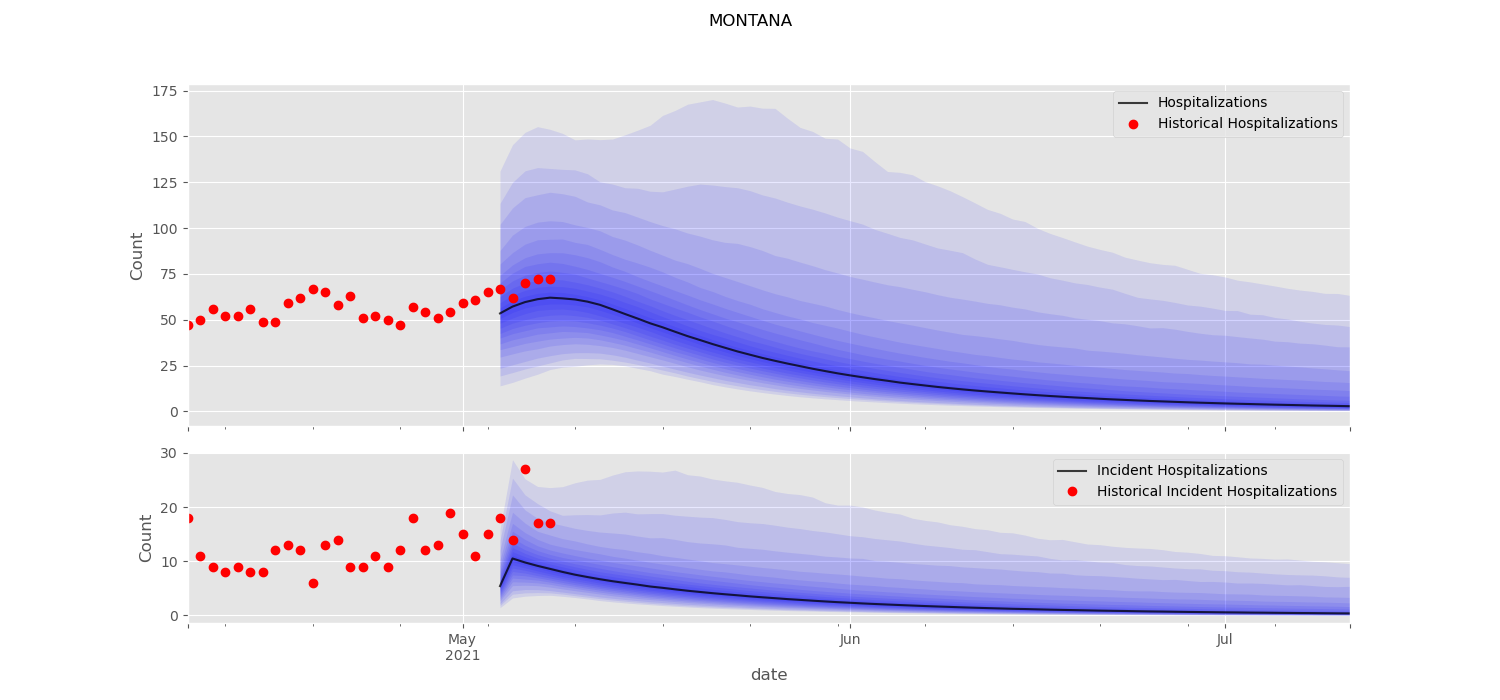 MONTANA
175
150
125
100
75
50
25
0
Count
Hospitalizations
Historical Hospitalizations
30
20
10
0
Count
Incident Hospitalizations
Historical Incident Hospitalizations
May
2021
Jun
Jul
date